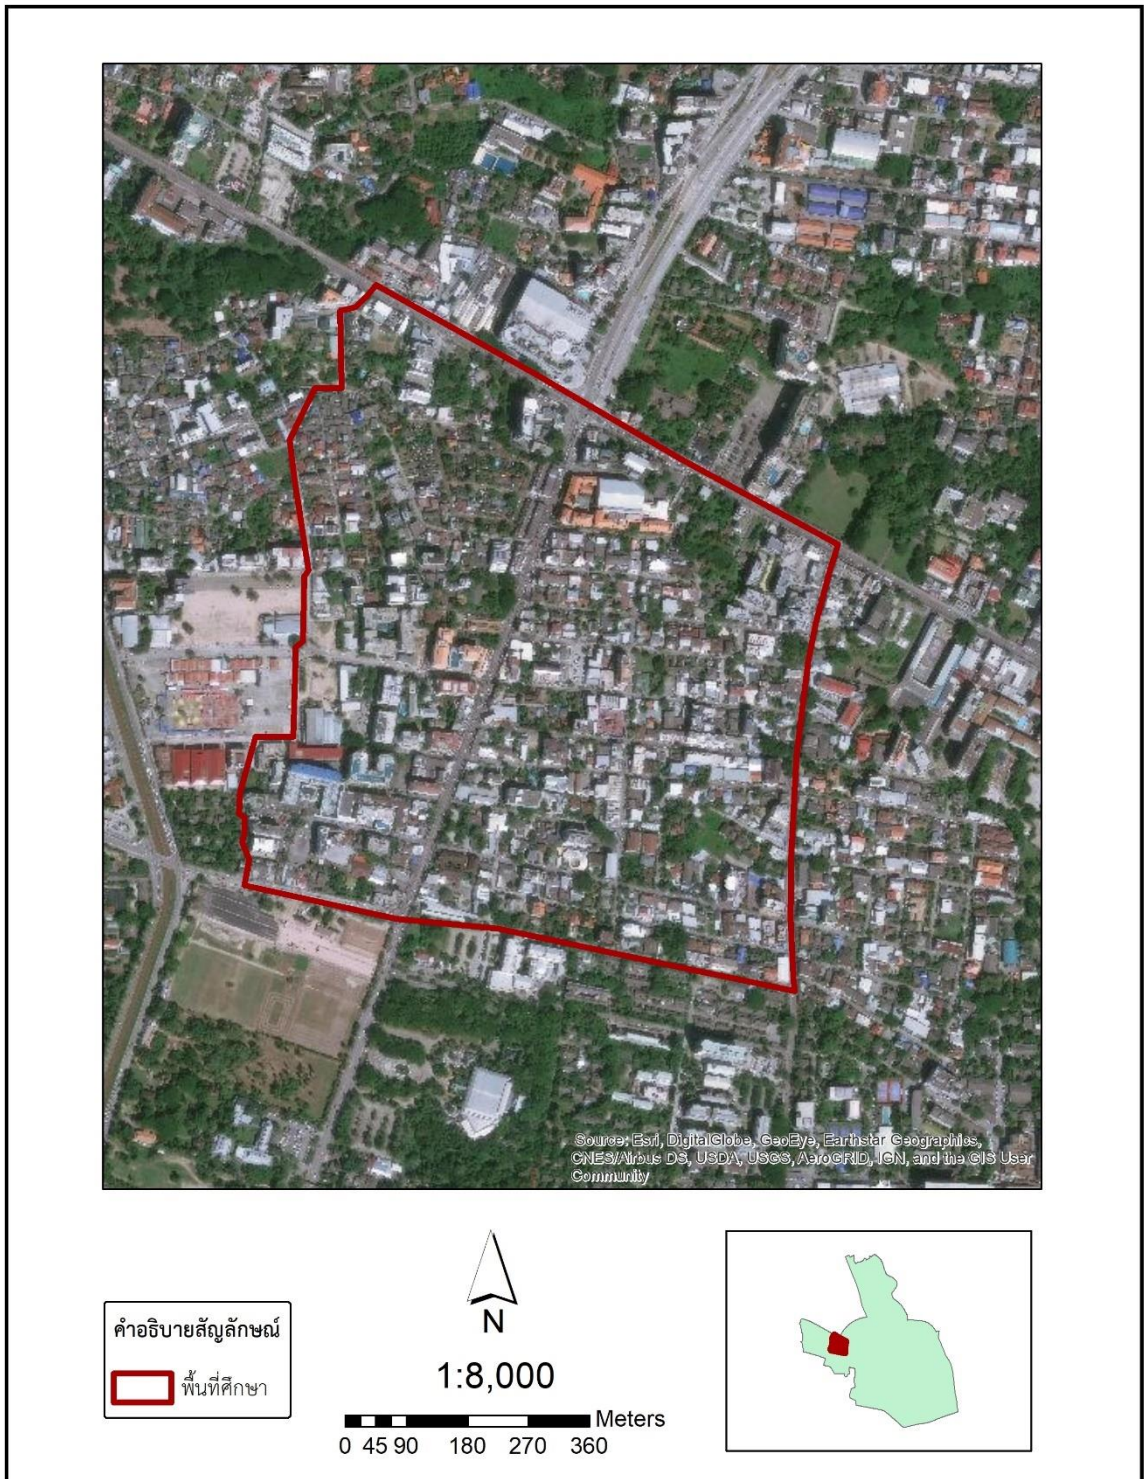 Source: Esri, DigitalGlobe, GeoEye, Earthstar Geographics,
CNES/Airbus DS, USDA, USGS, AeroGRID, IGN, and the GIS User
Community
คำอธิบายสัญลักษณ์
พื้นที่ศึกษา
N
1:8,000
Meters
0 45 90 180 270 360